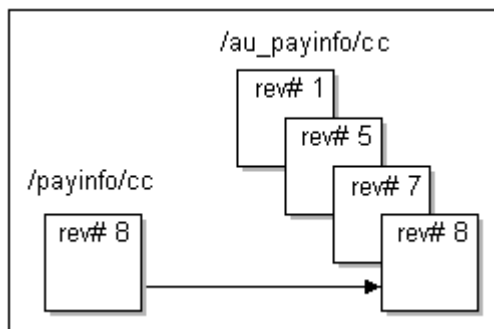 /au_payinfo/cc
rev# 1
rev# 5
/payinfo/cc
rev# 7
rev# 8
rev# 8